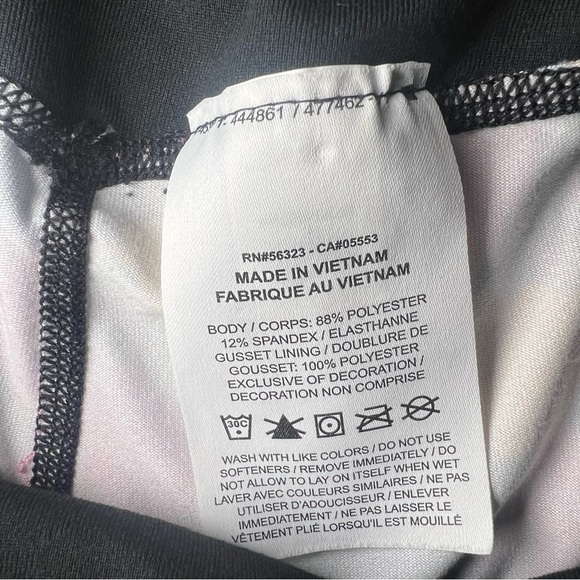 444861 / 477462
RN#56323 - CA#05553
MADE IN VIETNAM
FABRIQUE AU VIETNAM
BODY / CORPS: 88% POLYESTER
12% SPANDEX / ELASTHANNE
GUSSET LINING / DOUBLURE DE
GOUSSET: 100% POLYESTER
EXCLUSIVE OF DECORATION /
DECORATION NON COMPRISE
30C
WASH WITH LIKE COLORS / DO NOT USE
SOFTENERS / REMOVE IMMEDIATELY / DO
NOT ALLOW TO LAY ON ITSELF WHEN WET
LAVER AVEC COULEURS SIMILAIRES / NE PAS
UTILISER D'ADOUCISSEUR / ENLEVER
IMMÉDIATEMENT / NE PAS LAISSER LE
VÊTEMENT PLIÉ LORSQU'IL EST MOUILLÉ